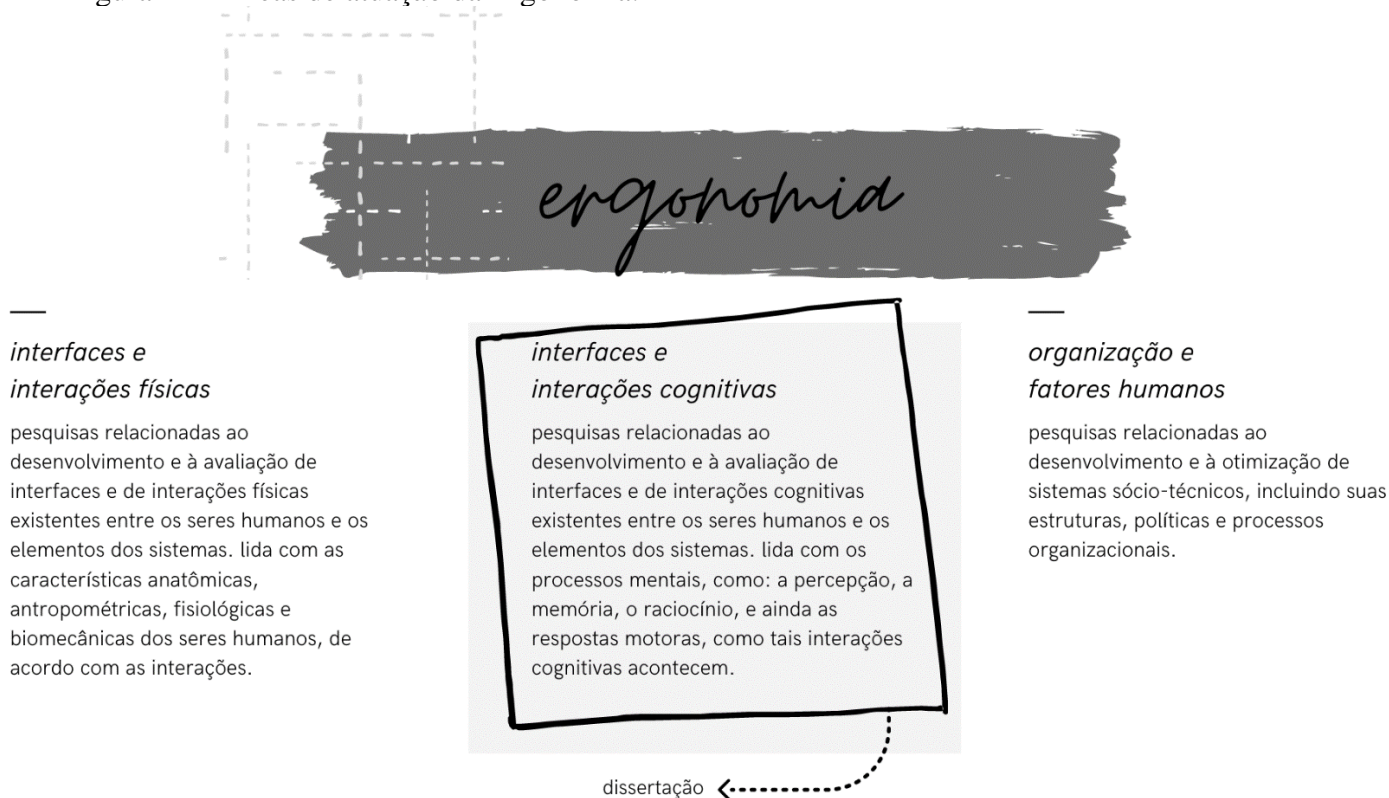 ergonomia
interfaces e
interações físicas
pesquisas relacionadas ao
desenvolvimento e à avaliação de
interfaces e de interações físicas
existentes entre os seres humanos e os
elementos dos sistemas. lida com as
características anatômicas,
antropométricas, fisiológicas e
biomecânicas dos seres humanos, de
acordo com as interações.
interfaces e
interações cognitivas
pesquisas relacionadas ao
desenvolvimento e à avaliação de
interfaces e de interações cognitivas
existentes entre os seres humanos e os
elementos dos sistemas. lida com os
processos mentais, como: a percepção, a
memória, o raciocínio, e ainda as
respostas motoras, como tais interações
cognitivas acontecem.
dissertação
organização e
fatores humanos
pesquisas relacionadas ao
desenvolvimento e à otimização de
sistemas sócio-técnicos, incluindo suas
estruturas, políticas e processos
organizacionais.